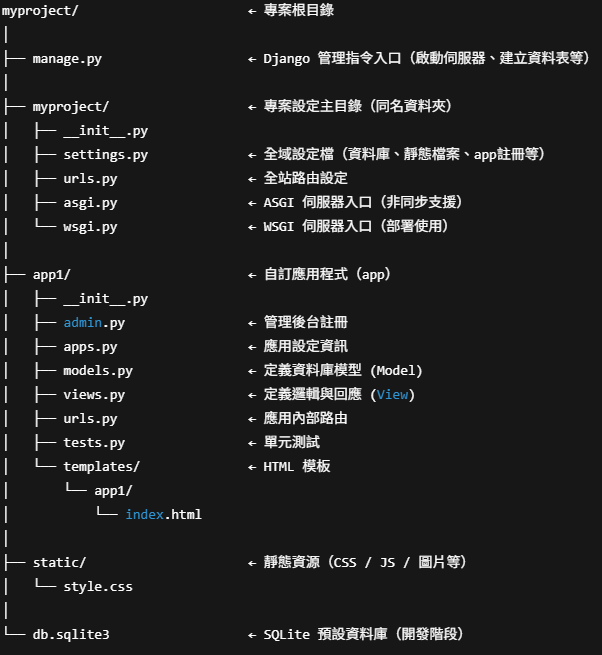 myproject/                      ← 專案根目錄
│
├── manage.py                   ← Django 管理指令入口（啟動伺服器、建立資料表等）
│
├── myproject/                  ← 專案設定主目錄（同名資料夾）
│   ├── __init__.py
│   ├── settings.py             ← 全域設定檔（資料庫、靜態檔案、app註冊等）
│   ├── urls.py                 ← 全站路由設定
│   ├── asgi.py                 ← ASGI 伺服器入口（非同步支援）
│   └── wsgi.py                 ← WSGI 伺服器入口（部署使用）
│
├── app1/                       ← 自訂應用程式（app）
│   ├── __init__.py
│   ├── admin.py                ← 管理後台註冊
│   ├── apps.py                 ← 應用設定資訊
│   ├── models.py               ← 定義資料庫模型 (Model)
│   ├── views.py                ← 定義邏輯與回應 (View)
│   ├── urls.py                 ← 應用內部路由
│   ├── tests.py                ← 單元測試
│   └── templates/              ← HTML 模板
│       └── app1/
│           └── index.html
│
├── static/                     ← 靜態資源（CSS / JS / 圖片等）
│   └── style.css
│
└── db.sqlite3                  ← SQLite 預設資料庫（開發階段）